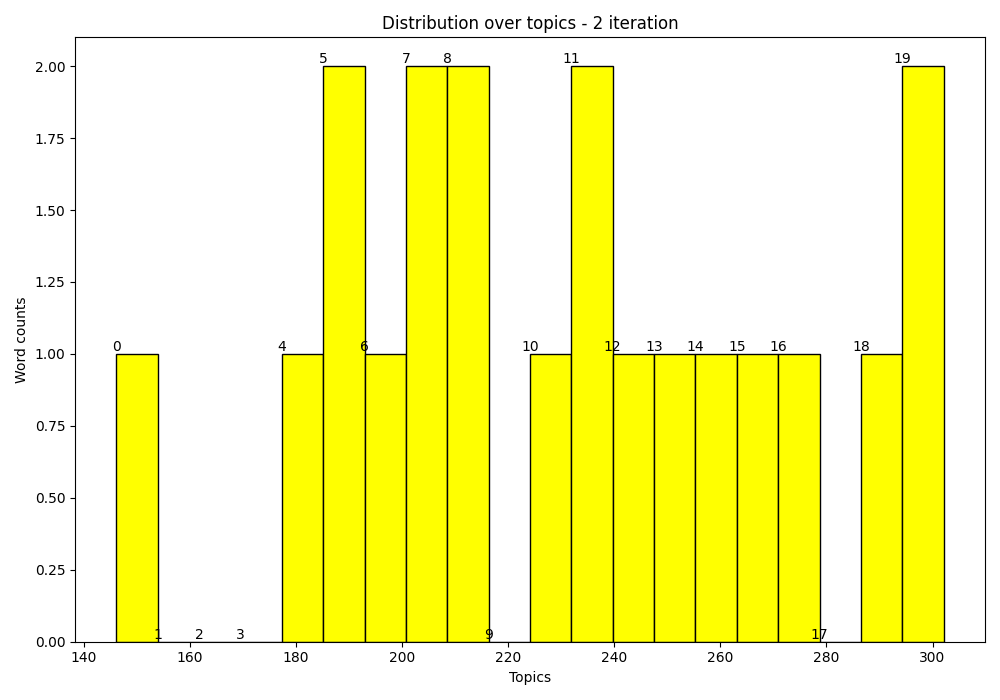 Distribution over topics - 2 iteration
Word counts
2.00
1.75
1.50
1.25
1.00
0.75
0.50
0.25
0.00
5 7 8 11 19
0 4 6 10 12 13 14 15 16 18
1 2 3 9 17
140 160 180 200 220 240 260 280 300
Topics